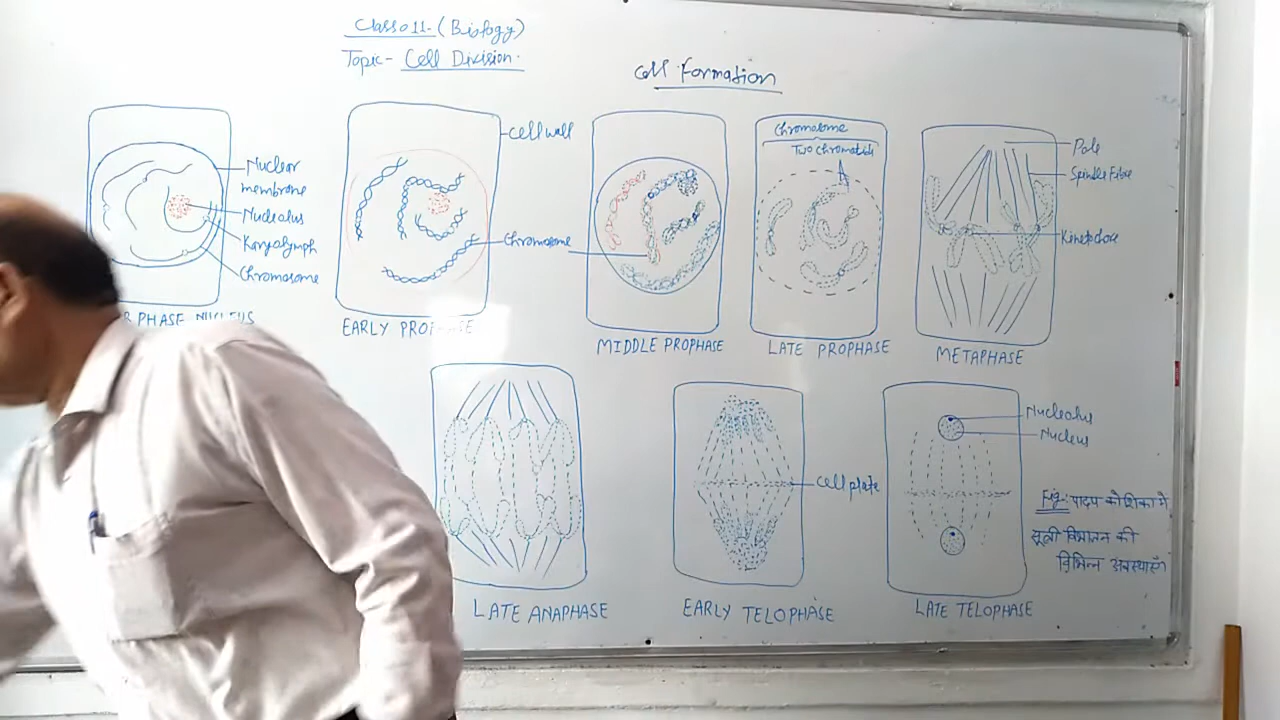 Class 11. (Biology)
Topic- Cell Division.
Cell Formation
Nuclear
membrane
Nucleolus
Karyolymph
Chromosome
PHASE NUCLEUS
cell wall
Chromosome
EARLY PROPHASE
MIDDLE PROPHASE
Chromosome
Two chromatids
LATE PROPHASE
Pole
Spindle Fibre
Kinetochore
METAPHASE
LATE ANAPHASE
Cell plate
EARLY TELOPHASE
Nucleolus
Nucleus
LATE TELOPHASE
Fig:- पादप कोशिका मे
सूत्री विभाजन की
विभिन्न अवस्थाएँ